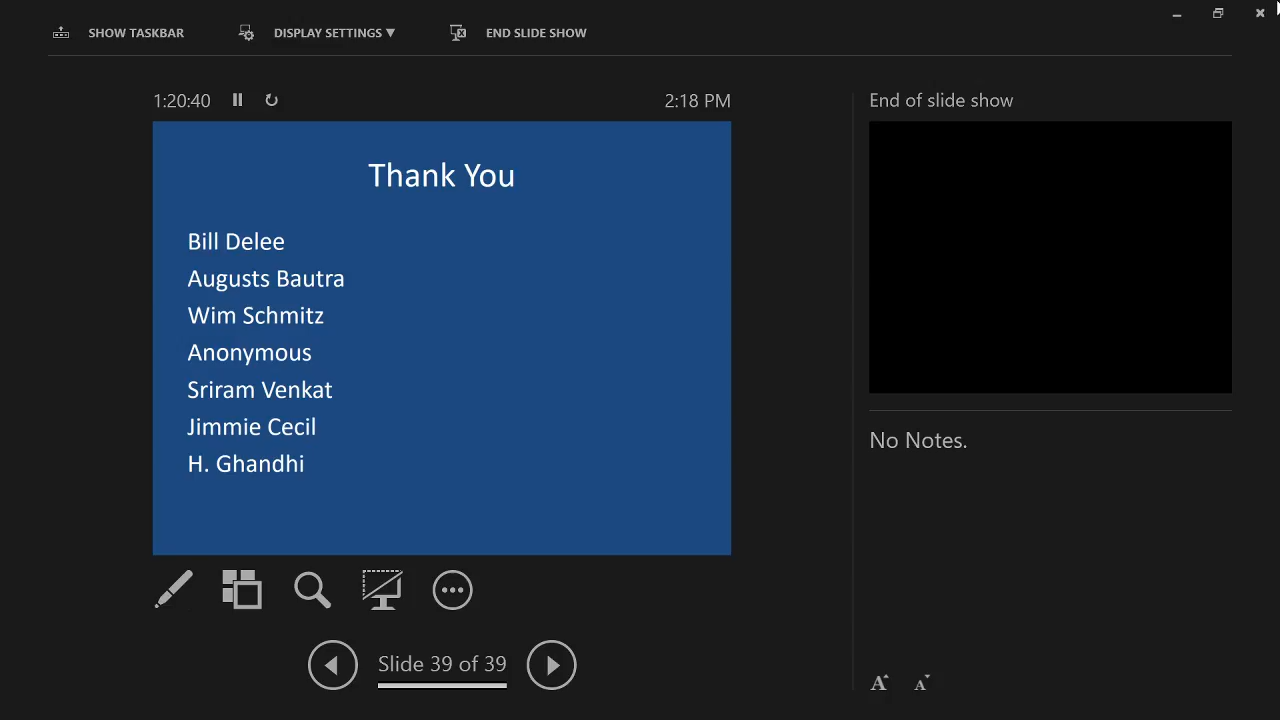 SHOW TASKBAR
DISPLAY SETTINGS ▼
END SLIDE SHOW
1:20:40
2:18 PM
Thank You
Bill Delee
Augusts Bautra
Wim Schmitz
Anonymous
Sriram Venkat
Jimmie Cecil
H. Ghandhi
Slide 39 of 39
End of slide show
No Notes.
A A